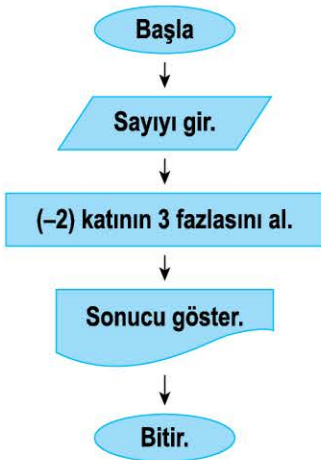 Başla
Sayıyı gir.
(–2) katının 3 fazlasını al.
Sonucu göster.
Bitir.